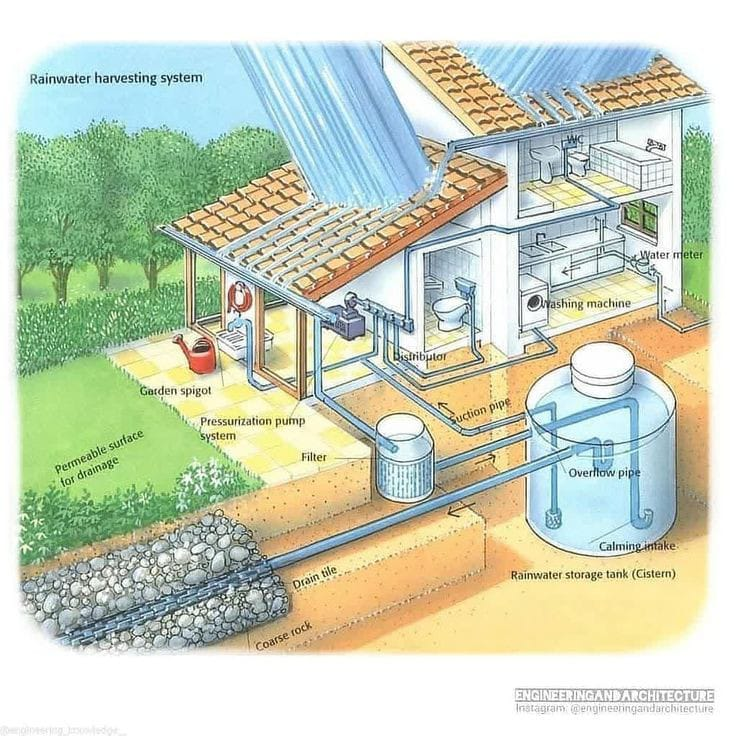 Rainwater harvesting system
WC
Water meter
Washing machine
Distributor
Garden spigot
Suction pipe
Pressurization pump
system
Permeable surface
for drainage
Filter
Overflow pipe
Calming intake
Drain tile
Rainwater storage tank (Cistern)
Coarse rock
ENGINEERINGANDARCHITECTURE
Instagram: @engineeringandarchitecture
@engineering_knowledge__